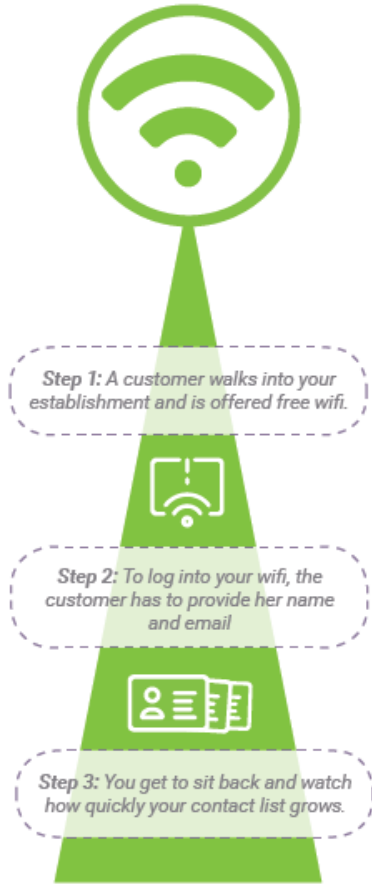 Step 1: A customer walks into your
establishment and is offered free wifi.
Step 2: To log into your wifi, the
customer has to provide her name
and email
Step 3: You get to sit back and watch
how quickly your contact list grows.